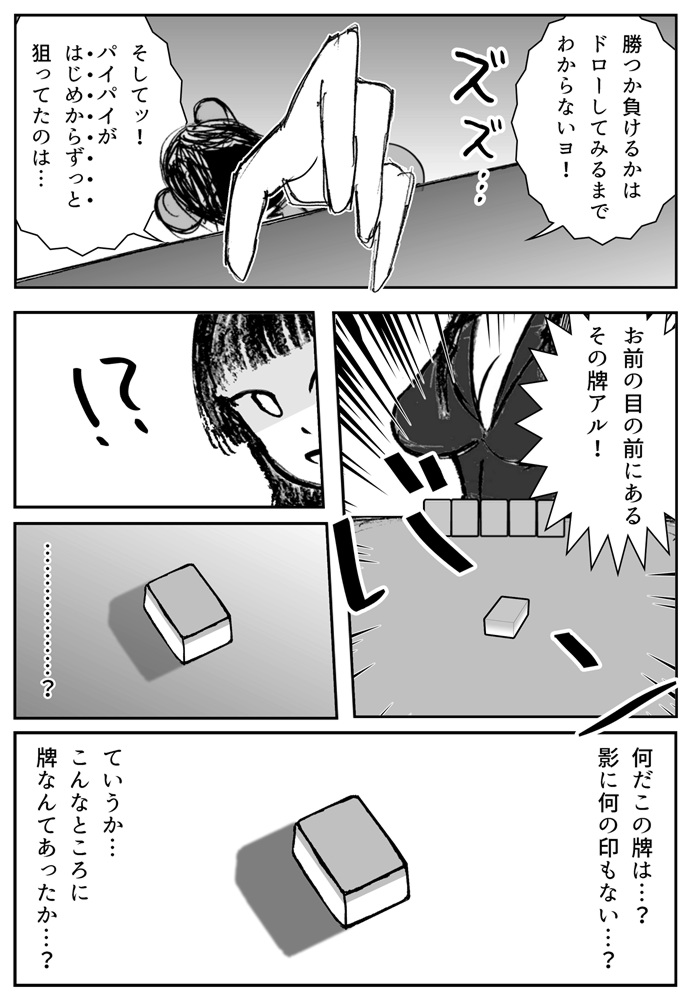 勝つか負けるかは
ドローしてみるまで
わからないヨ！
ズズ…
そしてッ！
パイパイが
はじめからずっと
狙ってたのは…
お前の目の前にある
その牌アル！
バン
！？
…………………？
何だこの牌は…？
影に何の印もない…？
ていうか…
こんなところに
牌なんてあったか…？